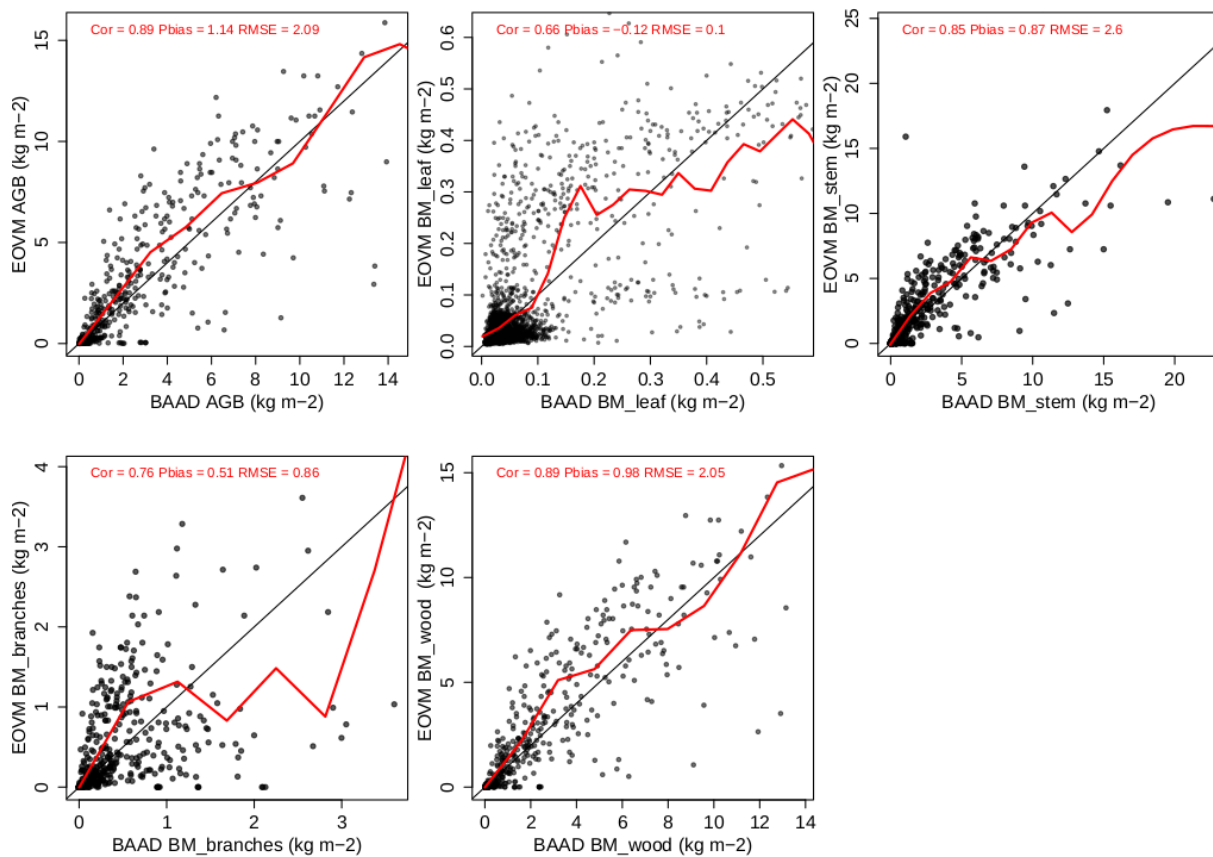 Cor = 0.89 Pbias = 1.14 RMSE = 2.09
EOVM AGB (kg m−2)
15
10
5
0
0 2 4 6 8 10 12 14
BAAD AGB (kg m−2)
Cor = 0.66 Pbias = −0.12 RMSE = 0.1
EOVM BM_leaf (kg m−2)
0.6
0.5
0.4
0.3
0.2
0.1
0.0
0.0 0.1 0.2 0.3 0.4 0.5
BAAD BM_leaf (kg m−2)
Cor = 0.85 Pbias = 0.87 RMSE = 2.6
EOVM BM_stem (kg m−2)
25
20
15
10
5
0
0 5 10 15 20
BAAD BM_stem (kg m−2)
Cor = 0.76 Pbias = 0.51 RMSE = 0.86
EOVM BM_branches (kg m−2)
4
3
2
1
0
0 1 2 3
BAAD BM_branches (kg m−2)
Cor = 0.89 Pbias = 0.98 RMSE = 2.05
EOVM BM_wood (kg m−2)
15
10
5
0
0 2 4 6 8 10 12 14
BAAD BM_wood (kg m−2)